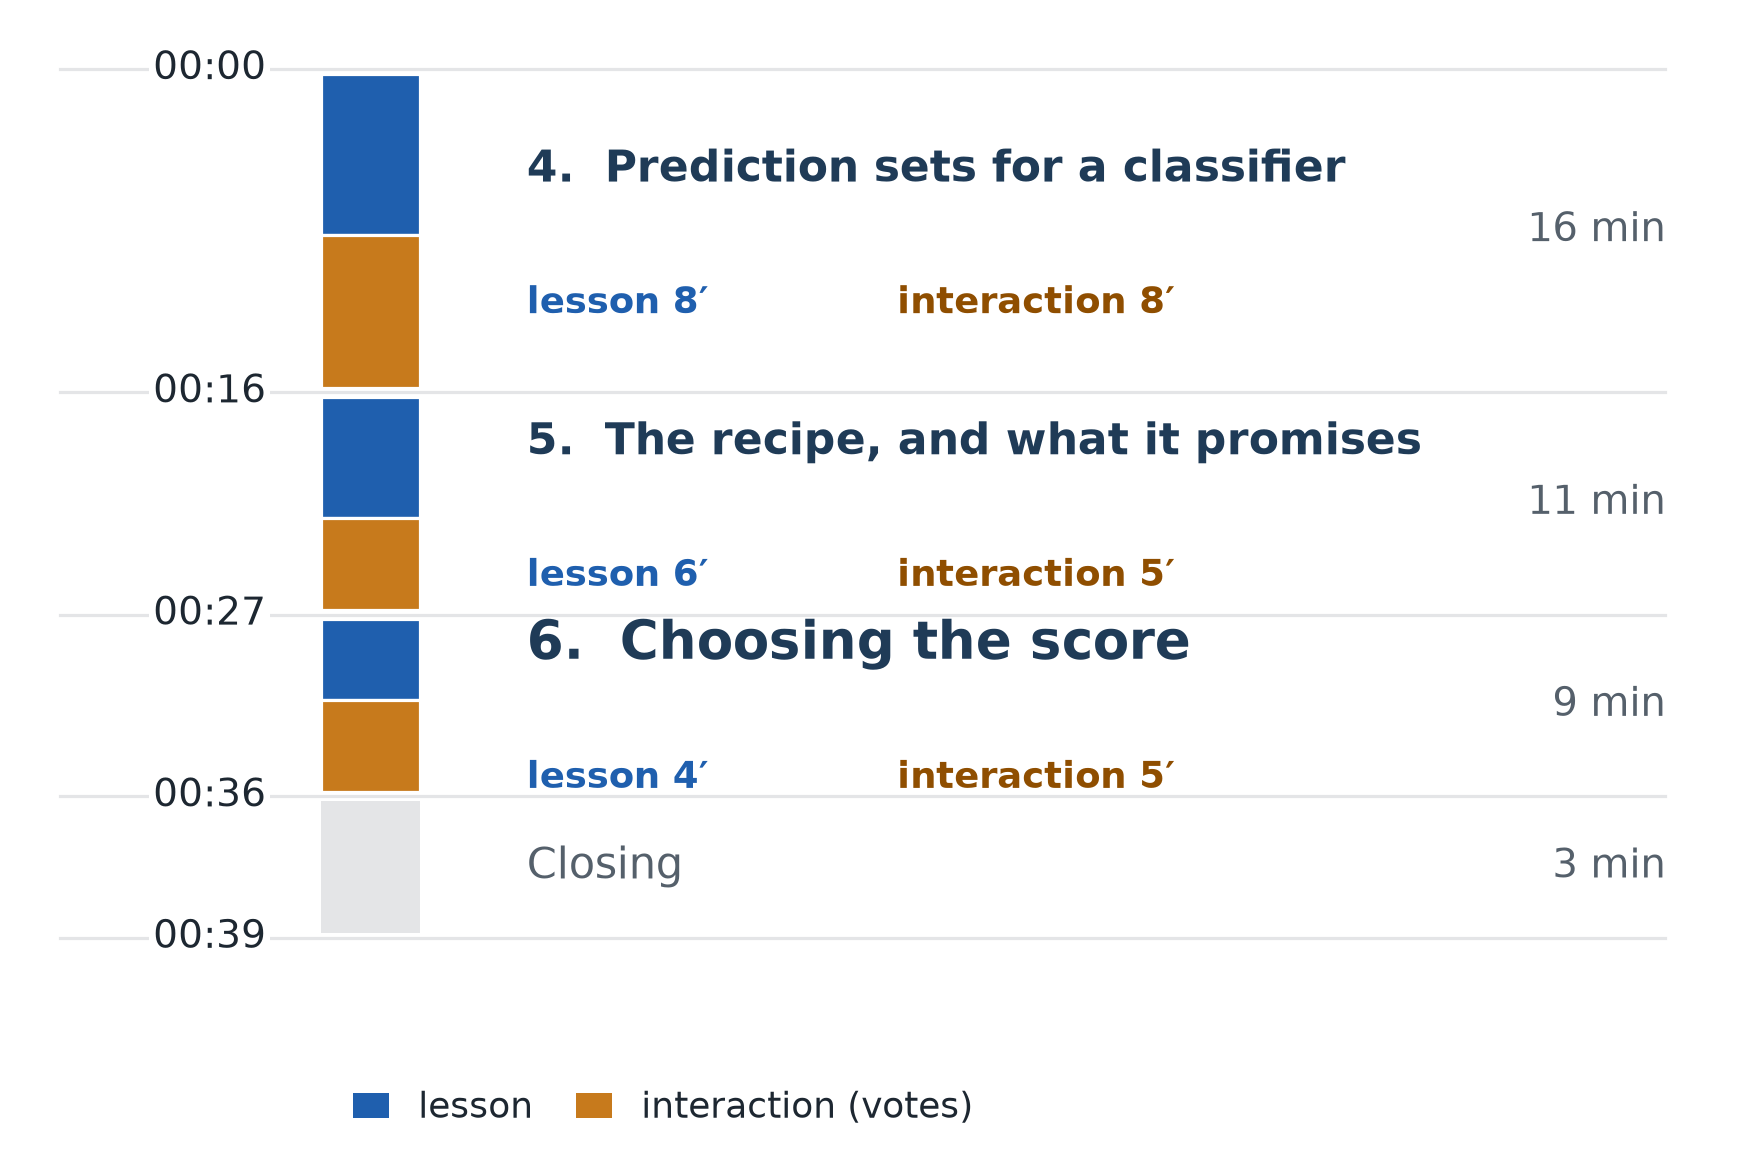 00:00
4. Prediction sets for a classifier
16 min
lesson 8′ interaction 8′
00:16
5. The recipe, and what it promises
11 min
lesson 6′ interaction 5′
00:27
6. Choosing the score
9 min
lesson 4′ interaction 5′
00:36
Closing 3 min
00:39
lesson interaction (votes)